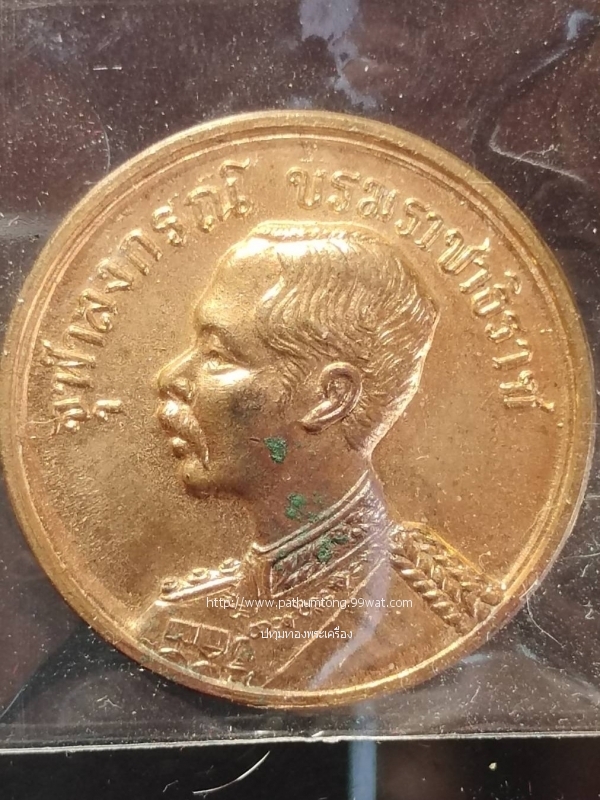 จุฬาลงกรณ์ บรมราชาธิราช
http://www.pathumtong.99wat.com
ปทุมทองพระเครื่อง